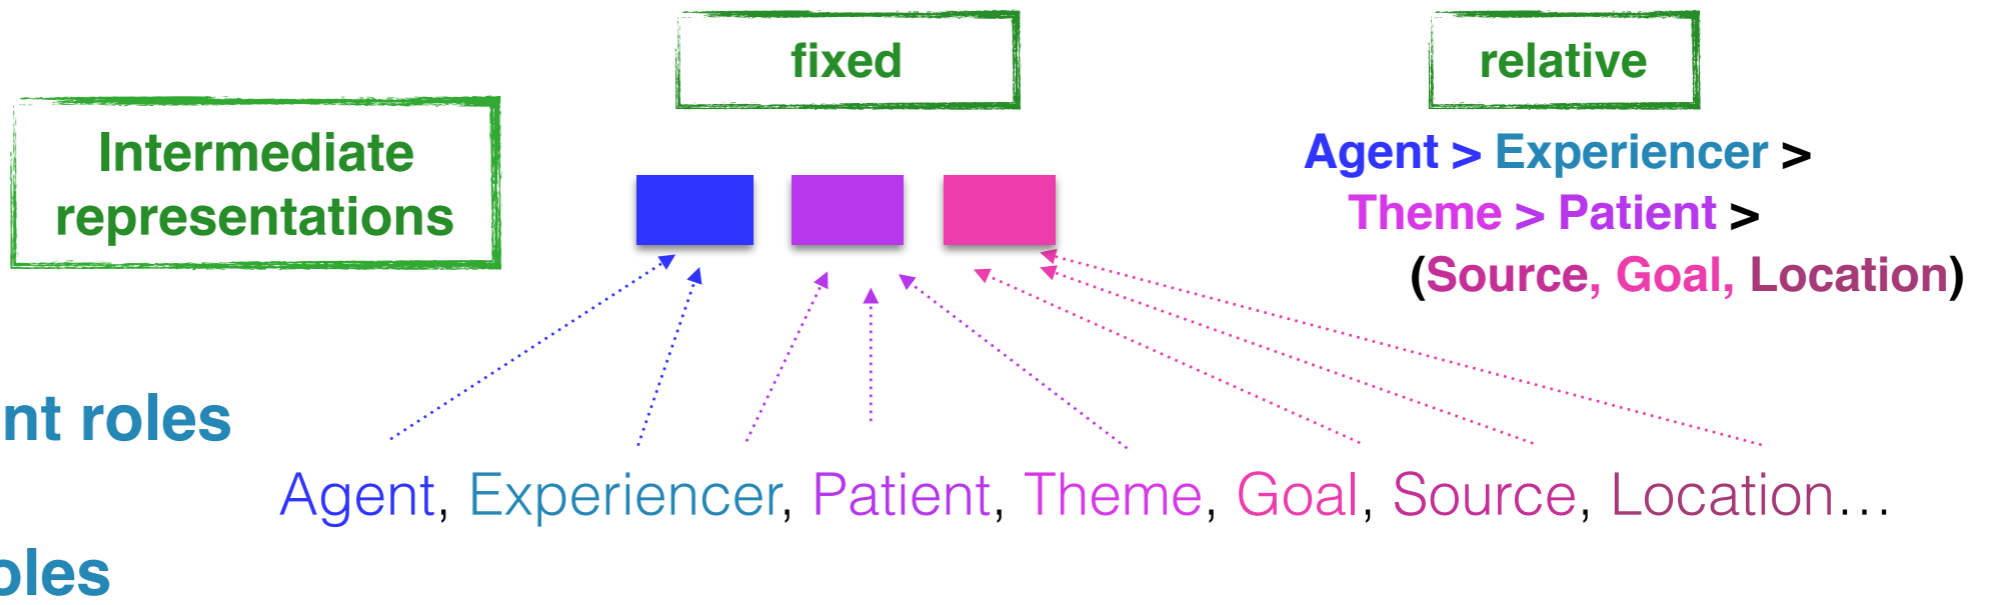 fixed
relative
Intermediate
representations
Agent > Experiencer >
Theme > Patient >
(Source, Goal, Location)
nt roles
Agent, Experiencer, Patient, Theme, Goal, Source, Location…
oles